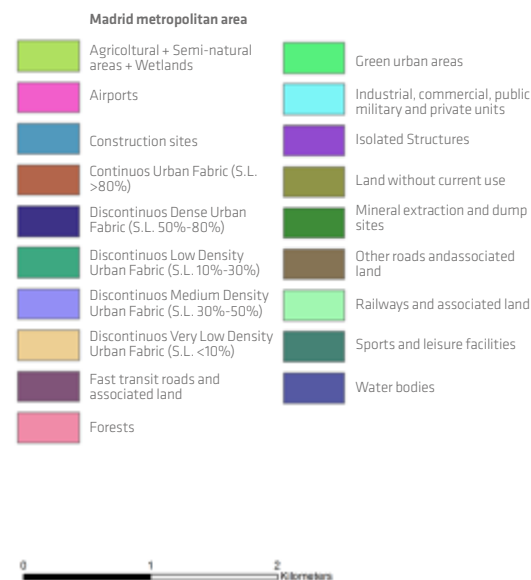 Madrid metropolitan area
Agricoltural + Semi-natural
areas + Wetlands
Airports
Construction sites
Continuos Urban Fabric (S.L.
>80%)
Discontinuos Dense Urban
Fabric (S.L. 50%-80%)
Discontinuos Low Density
Urban Fabric (S.L. 10%-30%)
Discontinuos Medium Density
Urban Fabric (S.L. 30%-50%)
Discontinuos Very Low Density
Urban Fabric (S.L. <10%)
Fast transit roads and
associated land
Forests
Green urban areas
Industrial, commercial, public
military and private units
Isolated Structures
Land without current use
Mineral extraction and dump
sites
Other roads andassociated
land
Railways and associated land
Sports and leisure facilities
Water bodies
0 1 2
Kilometers